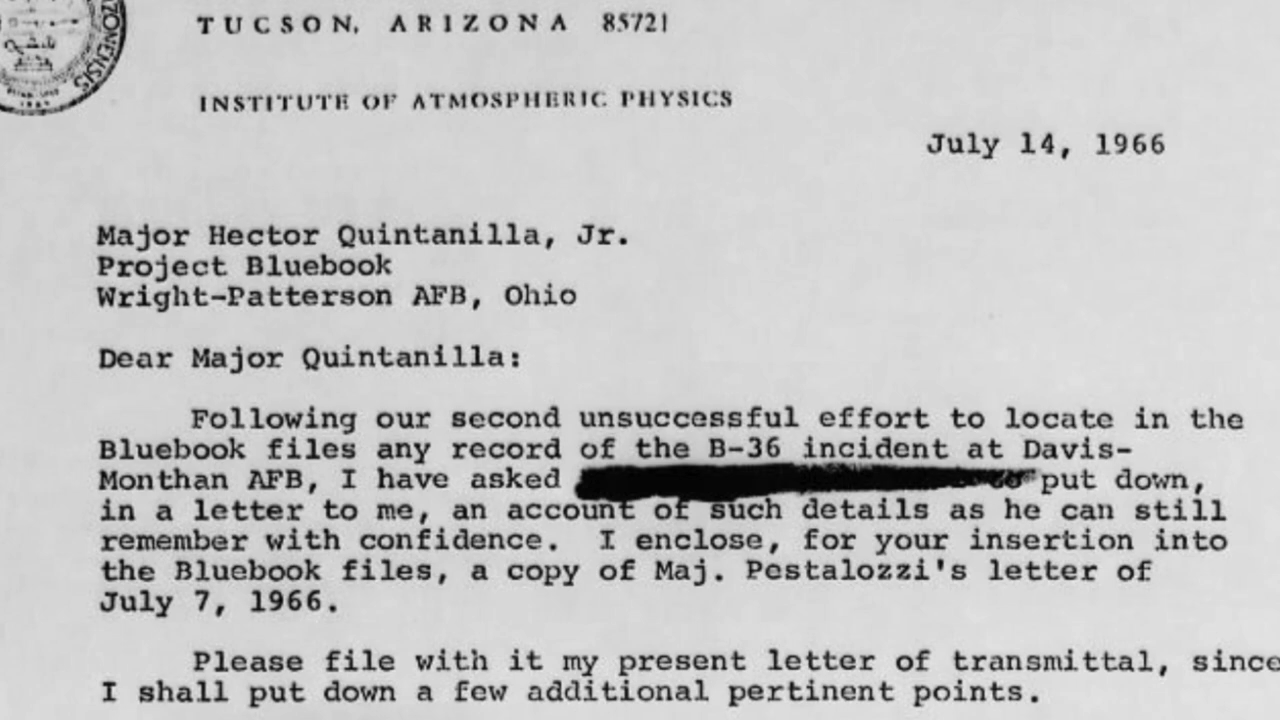 ZONENSIS
TUCSON, ARIZONA 85721
INSTITUTE OF ATMOSPHERIC PHYSICS
July 14, 1966
Major Hector Quintanilla, Jr.
Project Bluebook
Wright-Patterson AFB, Ohio
Dear Major Quintanilla:
Following our second unsuccessful effort to locate in the
Bluebook files any record of the B-36 incident at Davis-
Monthan AFB, I have asked to put down,
in a letter to me, an account of such details as he can still
remember with confidence. I enclose, for your insertion into
the Bluebook files, a copy of Maj. Pestalozzi's letter of
July 7, 1966.
Please file with it my present letter of transmittal, since
I shall put down a few additional pertinent points.